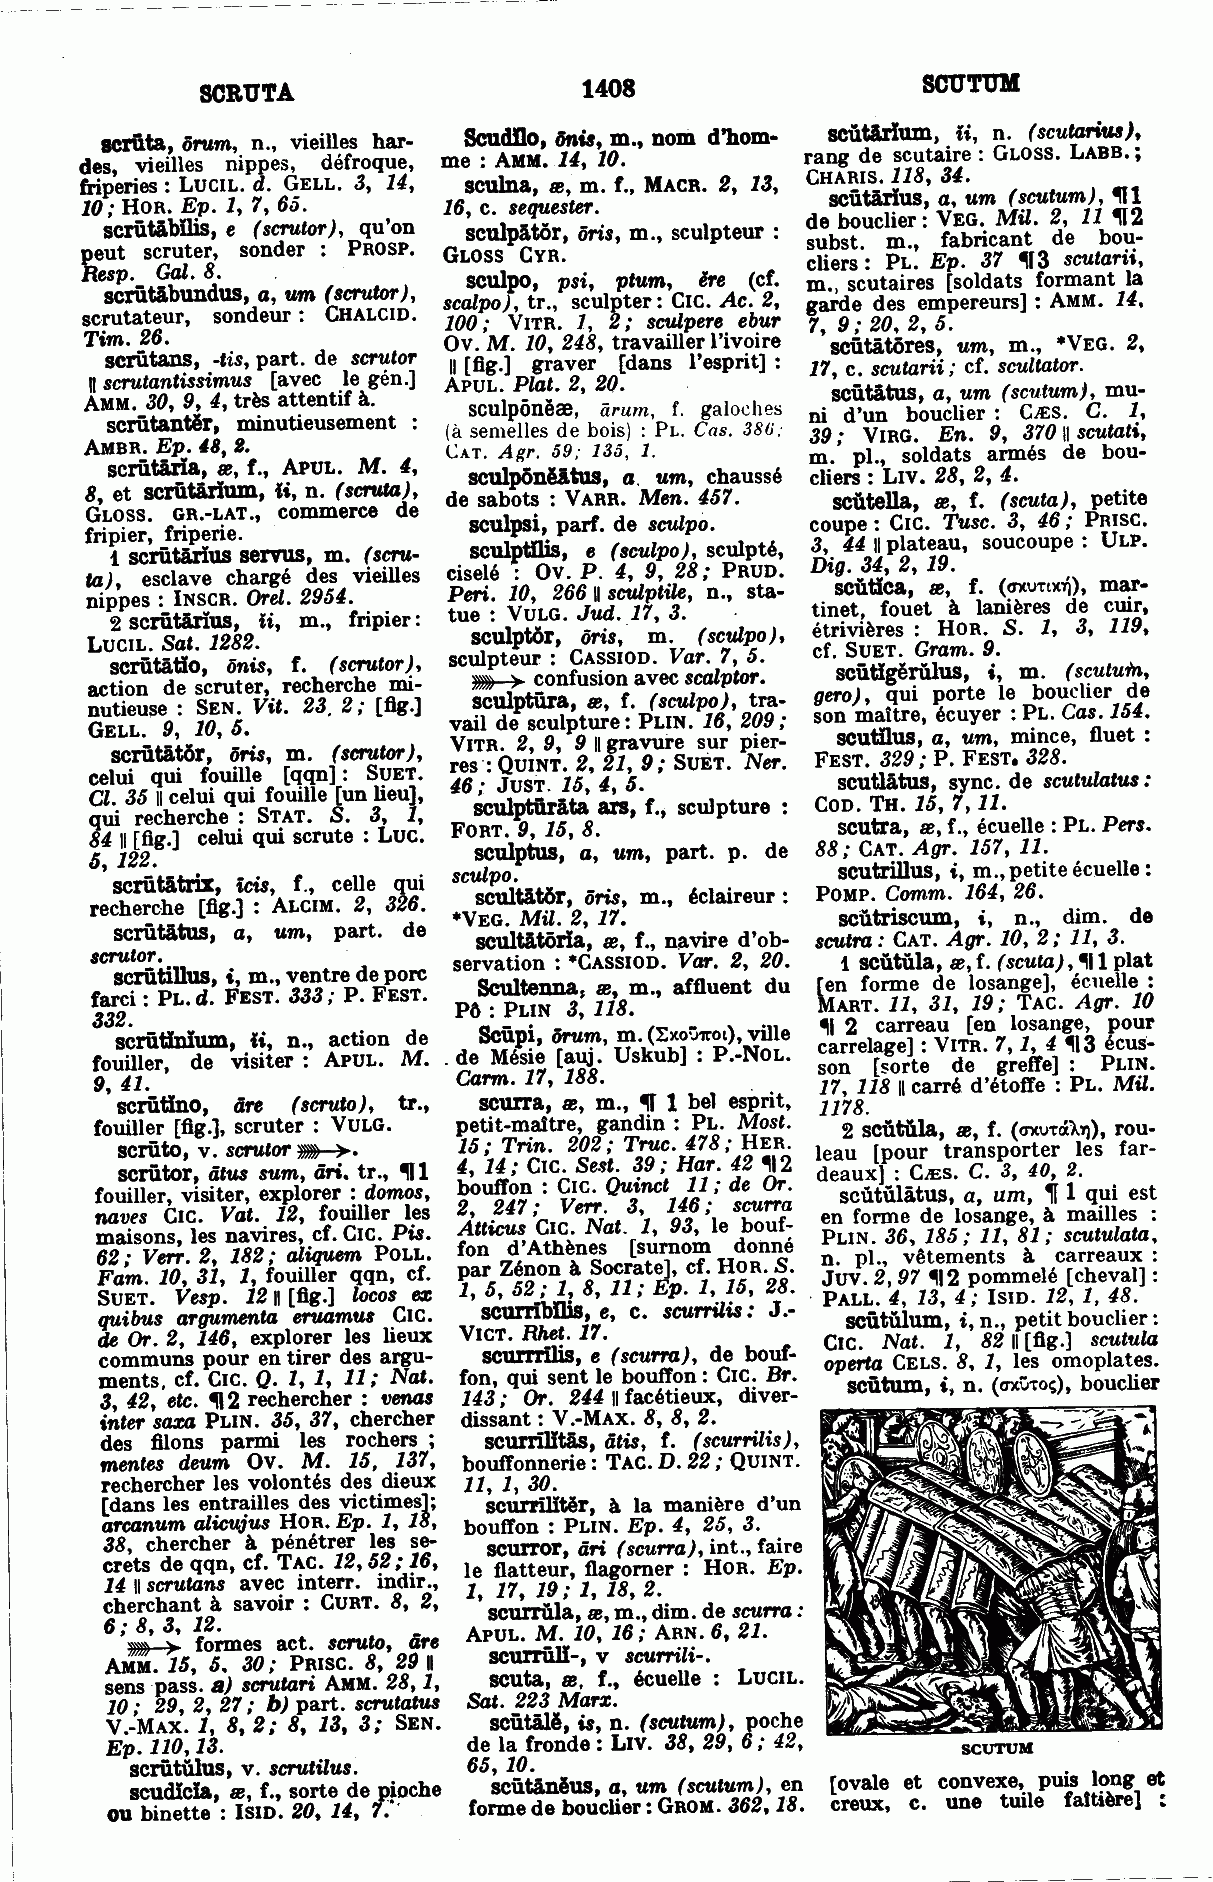 SCRUTA
1408
SCUTUM
scrūta, ōrum, n., vieilles har-
des, vieilles nippes, défroque,
friperies : LUCIL. d. GELL. 3, 14,
10 ; HOR. Ep. 1, 7, 65.
scrūtābĭlis, e (scrutor), qu'on
peut scruter, sonder : PROSP.
Resp. Gal. 8.
scrūtābundus, a, um (scrutor),
scrutateur, sondeur : CHALCID.
Tim. 26.
scrūtans, -tis, part. de scrutor
|| scrutantissimus [avec le gén.]
AMM. 30, 9, 4, très attentif à.
scrūtantĕr, minutieusement :
AMBR. Ep. 48, 2.
scrūtārĭa, æ, f., APUL. M. 4,
8, et scrūtārĭum, ĭi, n. (scruta),
GLOSS. GR.-LAT., commerce de
fripier, friperie.
1 scrūtārĭus servus, m. (scru-
ta), esclave chargé des vieilles
nippes : INSCR. Orel. 2954.
2 scrūtārĭus, ĭi, m., fripier :
LUCIL. Sat. 1282.
scrūtātĭo, ōnis, f. (scrutor),
action de scruter, recherche mi-
nutieuse : SEN. Vit. 23, 2 ; [fig.]
GELL. 9, 10, 5.
scrūtātŏr, ōris, m. (scrutor),
celui qui fouille [qqn] : SUET.
Cl. 35 || celui qui fouille [un lieu],
qui recherche : STAT. S. 3, 1,
84 || [fig.] celui qui scrute : LUC.
5, 122.
scrūtātrix, īcis, f., celle qui
recherche [fig.] : ALCIM. 2, 326.
scrūtātus, a, um, part. de
scrutor.
scrūtillus, i, m., ventre de porc
farci : PL. d. FEST. 333 ; P. FEST.
332.
scrūtĭnĭum, ĭi, n., action de
fouiller, de visiter : APUL. M.
9, 41.
scrūtĭno, āre (scruto), tr.,
fouiller [fig.], scruter : VULG.
scrūto, v. scrutor ⟫→.
scrūtor, ātus sum, āri, tr., ¶ 1
fouiller, visiter, explorer : domos,
naves CIC. Vat. 12, fouiller les
maisons, les navires, cf. CIC. Pis.
62 ; Verr. 2, 182 ; aliquem POLL.
Fam. 10, 31, 1, fouiller qqn, cf.
SUET. Vesp. 12 || [fig.] locos ex
quibus argumenta eruamus CIC.
de Or. 2, 146, explorer les lieux
communs pour en tirer des argu-
ments, cf. CIC. Q. 1, 1, 11 ; Nat.
3, 42, etc. ¶ 2 rechercher : venas
inter saxa PLIN. 35, 37, chercher
des filons parmi les rochers ;
mentes deum OV. M. 15, 137,
rechercher les volontés des dieux
[dans les entrailles des victimes];
arcanum alicujus HOR. Ep. 1, 18,
38, chercher à pénétrer les se-
crets de qqn, cf. TAC. 12, 52 ; 16,
14 || scrutans avec interr. indir.,
cherchant à savoir : CURT. 8, 2,
6 ; 8, 3, 12.
⟫→ formes act. scruto, āre
AMM. 15, 5, 30 ; PRISC. 8, 29 ||
sens pass. a) scrutari AMM. 28, 1,
10 ; 29, 2, 27 ; b) part. scrutatus
V.-MAX. 1, 8, 2 ; 8, 13, 3 ; SEN.
Ep. 110, 13.
scrūtŭlus, v. scrutilus.
scudĭcĭa, æ, f., sorte de pioche
ou binette : ISID. 20, 14, 7.
Scudĭlo, ōnis, m., nom d'hom-
me : AMM. 14, 10.
sculna, æ, m. f., MACR. 2, 13,
16, c. sequester.
sculpātŏr, ōris, m., sculpteur :
GLOSS CYR.
sculpo, psi, ptum, ĕre (cf.
scalpo), tr., sculpter : CIC. Ac. 2,
100 ; VITR. 1, 2 ; sculpere ebur
OV. M. 10, 248, travailler l'ivoire
|| [fig.] graver [dans l'esprit] :
APUL. Plat. 2, 20.
sculpōnĕæ, ārum, f. galoches
(à semelles de bois) : PL. Cas. 386;
CAT. Agr. 59; 135, 1.
sculpōnĕātus, a, um, chaussé
de sabots : VARR. Men. 457.
sculpsi, parf. de sculpo.
sculptĭlis, e (sculpo), sculpté,
ciselé : OV. P. 4, 9, 28 ; PRUD.
Peri. 10, 266 || sculptile, n., sta-
tue : VULG. Jud. 17, 3.
sculptŏr, ōris, m. (sculpo),
sculpteur : CASSIOD. Var. 7, 5.
⟫→ confusion avec scalptor.
sculptūra, æ, f. (sculpo), tra-
vail de sculpture : PLIN. 16, 209 ;
VITR. 2, 9, 9 || gravure sur pier-
res : QUINT. 2, 21, 9 ; SUET. Ner.
46 ; JUST. 15, 4, 5.
sculptūrāta ars, f., sculpture :
FORT. 9, 15, 8.
sculptus, a, um, part. p. de
sculpo.
scultātŏr, ōris, m., éclaireur :
*VEG. Mil. 2, 17.
scultātōrĭa, æ, f., navire d'ob-
servation : *CASSIOD. Var. 2, 20.
Scultenna, æ, m., affluent du
Pô : PLIN 3, 118.
Scūpi, ōrum, m. (Σκοῦποι), ville
de Mésie [auj. Uskub] : P.-NOL.
Carm. 17, 188.
scurra, æ, m., ¶ 1 bel esprit,
petit-maître, gandin : PL. Most.
15 ; Trin. 202 ; Truc. 478 ; HER.
4, 14 ; CIC. Sest. 39 ; Har. 42 ¶ 2
bouffon : CIC. Quinct 11 ; de Or.
2, 247 ; Verr. 3, 146 ; scurra
Atticus CIC. Nat. 1, 93, le bouf-
fon d'Athènes [surnom donné
par Zénon à Socrate], cf. HOR. S.
1, 5, 52 ; 1, 8, 11 ; Ep. 1, 15, 28.
scurrĭbĭlis, e, c. scurrilis : J.-
VICT. Rhet. 17.
scurrrīlis, e (scurra), de bouf-
fon, qui sent le bouffon : CIC. Br.
143 ; Or. 244 || facétieux, diver-
dissant : V.-MAX. 8, 8, 2.
scurrīlĭtās, ātis, f. (scurrilis),
bouffonnerie : TAC. D. 22 ; QUINT.
11, 1, 30.
scurrīlĭtĕr, à la manière d'un
bouffon : PLIN. Ep. 4, 25, 3.
scurror, āri (scurra), int., faire
le flatteur, flagorner : HOR. Ep.
1, 17, 19 ; 1, 18, 2.
scurrŭla, æ, m., dim. de scurra :
APUL. M. 10, 16 ; ARN. 6, 21.
scurrūlĭ-, v scurrili-.
scuta, æ, f., écuelle : LUCIL.
Sat. 223 Marx.
scūtālĕ, is, n. (scutum), poche
de la fronde : LIV. 38, 29, 6 ; 42,
65, 10.
scūtānĕus, a, um (scutum), en
forme de bouclier : GROM. 362, 18.
scūtārĭum, ĭi, n. (scutarius),
rang de scutaire : GLOSS. LABB. ;
CHARIS. 118, 34.
scūtārĭus, a, um (scutum), ¶ 1
de bouclier : VEG. Mil. 2, 11 ¶ 2
subst. m., fabricant de bou-
cliers : PL. Ep. 37 ¶ 3 scutarii,
m., scutaires [soldats formant la
garde des empereurs] : AMM. 14,
7, 9 ; 20, 2, 5.
scūtātōres, um, m., *VEG. 2,
17, c. scutarii ; cf. scultator.
scūtātus, a, um (scutum), mu-
ni d'un bouclier : CÆS. C. 1,
39 ; VIRG. En. 9, 370 || scutati,
m. pl., soldats armés de bou-
cliers : LIV. 28, 2, 4.
scŭtella, æ, f. (scuta), petite
coupe : CIC. Tusc. 3, 46 ; PRISC.
3, 44 || plateau, soucoupe : ULP.
Dig. 34, 2, 19.
scŭtĭca, æ, f. (σκυτική), mar-
tinet, fouet à lanières de cuir,
étrivières : HOR. S. 1, 3, 119,
cf. SUET. Gram. 9.
scūtĭgĕrŭlus, i, m. (scutum,
gero), qui porte le bouclier de
son maître, écuyer : PL. Cas. 154.
scutĭlus, a, um, mince, fluet :
FEST. 329 ; P. FEST. 328.
scutlātus, sync. de scutulatus :
COD. TH. 15, 7, 11.
scutra, æ, f., écuelle : PL. Pers.
88 ; CAT. Agr. 157, 11.
scutrillus, i, m., petite écuelle :
POMP. Comm. 164, 26.
scŭtriscum, i, n., dim. de
scutra : CAT. Agr. 10, 2 ; 11, 3.
1 scŭtŭla, æ, f. (scuta), ¶ 1 plat
[en forme de losange], écuelle :
MART. 11, 31, 19 ; TAC. Agr. 10
¶ 2 carreau [en losange, pour
carrelage] : VITR. 7, 1, 4 ¶ 3 écus-
son [sorte de greffe] : PLIN.
17, 118 || carré d'étoffe : PL. Mil.
1178.
2 scŭtŭla, æ, f. (σκυτάλη), rou-
leau [pour transporter les far-
deaux] : CÆS. C. 3, 40, 2.
scŭtŭlātus, a, um, ¶ 1 qui est
en forme de losange, à mailles :
PLIN. 36, 185 ; 11, 81 ; scutulata,
n. pl., vêtements à carreaux :
JUV. 2, 97 ¶ 2 pommelé [cheval] :
PALL. 4, 13, 4 ; ISID. 12, 1, 48.
scūtŭlum, i, n., petit bouclier :
CIC. Nat. 1, 82 || [fig.] scutula
operta CELS. 8, 1, les omoplates.
scūtum, i, n. (σκῦτος), bouclier
SCUTUM
[ovale et convexe, puis long et
creux, c. une tuile faîtière] :